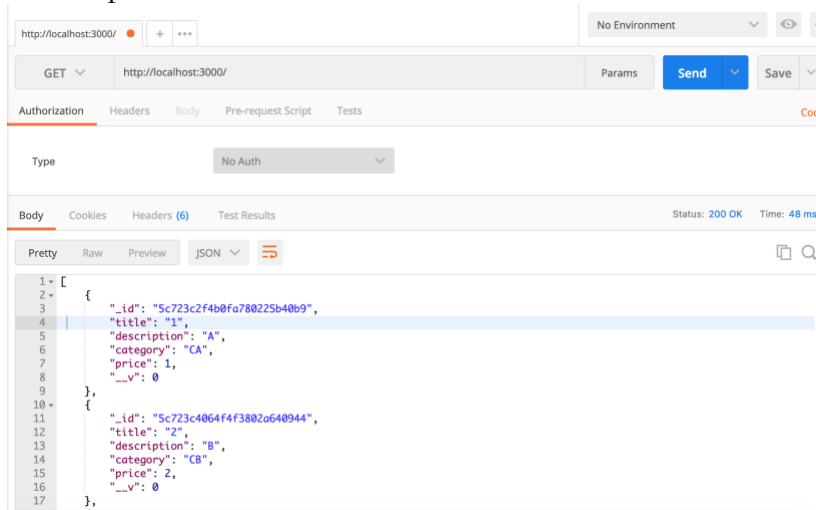 No Environment
http://localhost:3000/
GET http://localhost:3000/ Params Send Save
Authorization Headers Body Pre-request Script Tests
Type No Auth
Body Cookies Headers (6) Test Results Status: 200 OK Time: 48 ms
Pretty Raw Preview JSON
1 [
2 {
3 "_id": "5c723c2f4b0fa780225b40b9",
4 "title": "1",
5 "description": "A",
6 "category": "CA",
7 "price": 1,
8 "__v": 0
9 },
10 {
11 "_id": "5c723c4064f4f3802a640944",
12 "title": "2",
13 "description": "B",
14 "category": "CB",
15 "price": 2,
16 "__v": 0
17 },